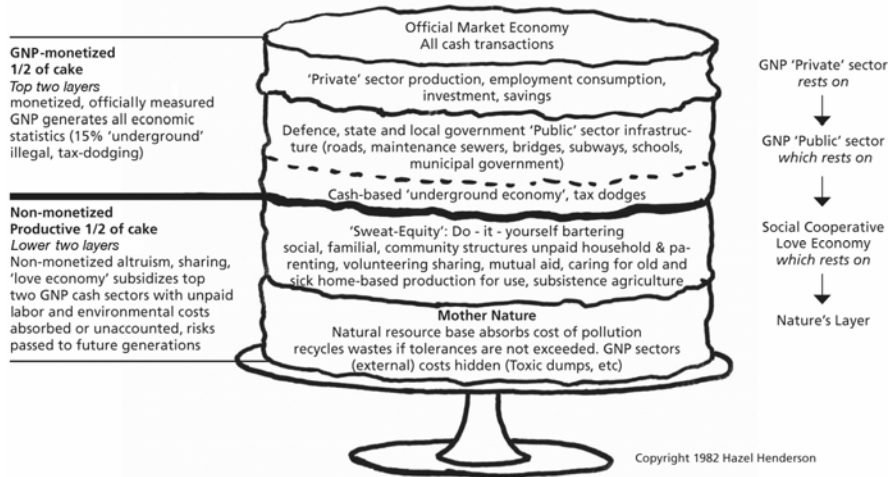 Official Market Economy
All cash transactions
'Private' sector production, employment consumption,
investment, savings
Defence, state and local government 'Public' sector infrastruc-
ture (roads, maintenance sewers, bridges, subways, schools,
municipal government)
Cash-based 'underground economy', tax dodges
'Sweat-Equity': Do - it - yourself bartering
social, familial, community structures unpaid household & pa-
renting, volunteering sharing, mutual aid, caring for old and
sick home-based production for use, subsistence agriculture
Mother Nature
Natural resource base absorbs cost of pollution
recycles wastes if tolerances are not exceeded. GNP sectors
(external) costs hidden (Toxic dumps, etc)
GNP-monetized
1/2 of cake
Top two layers
monetized, officially measured
GNP generates all economic
statistics (15% 'underground'
illegal, tax-dodging)
Non-monetized
Productive 1/2 of cake
Lower two layers
Non-monetized altruism, sharing,
'love economy' subsidizes top
two GNP cash sectors with unpaid
labor and environmental costs
absorbed or unaccounted, risks
passed to future generations
GNP 'Private' sector
rests on
GNP 'Public' sector
which rests on
Social Cooperative
Love Economy
which rests on
Nature's Layer
Copyright 1982 Hazel Henderson